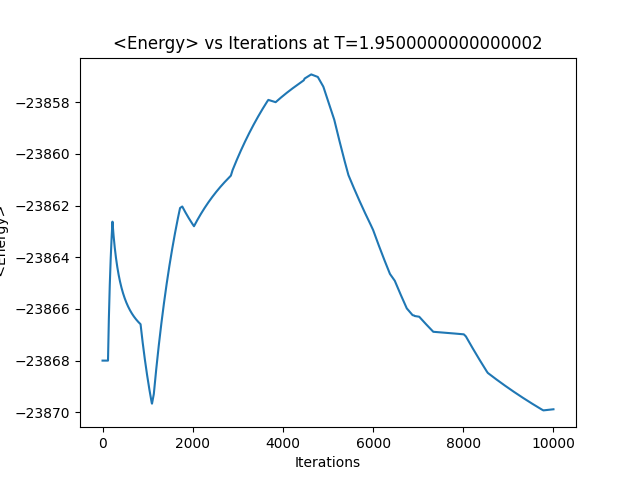 <Energy> vs Iterations at T=1.9500000000000002
−23858
−23860
−23862
−23864
−23866
−23868
−23870
<Energy>
0 2000 4000 6000 8000 10000
Iterations